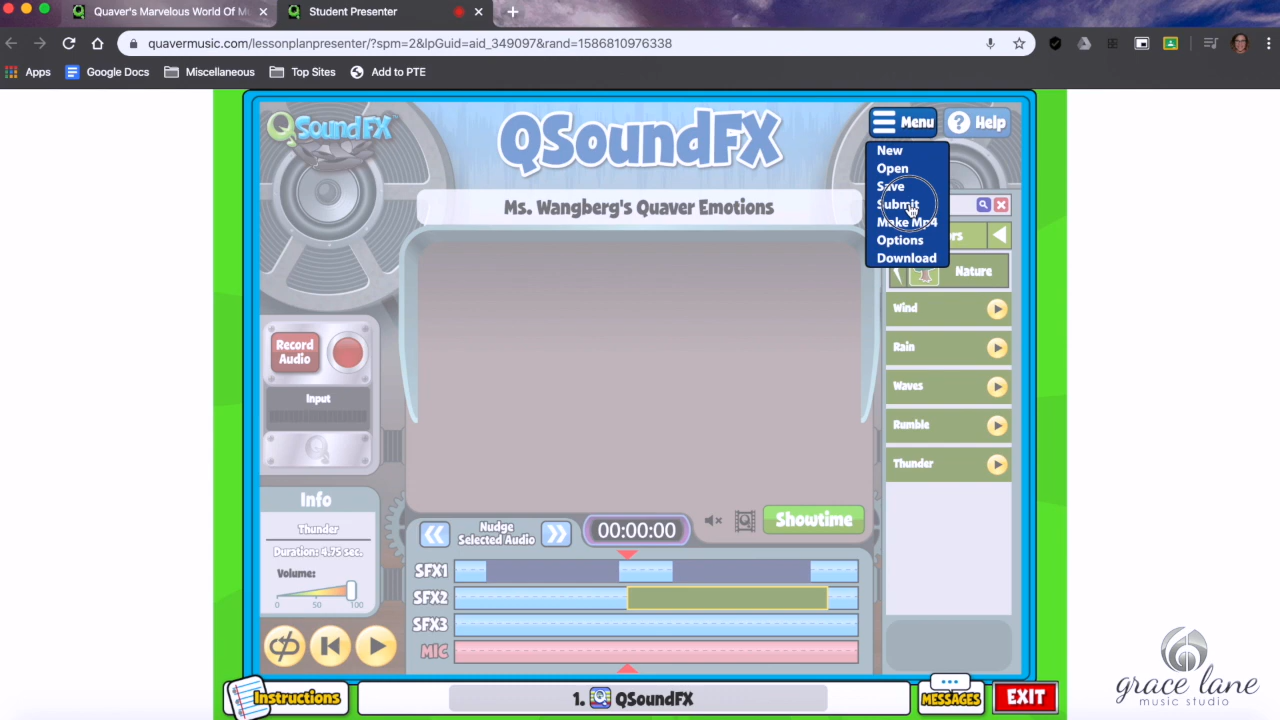 Quaver's Marvelous World Of M
Student Presenter
quavermusic.com/lessonplanpresenter/?spm=2&lpGuid=aid_349097&rand=1586810976338
Apps
Google Docs
Miscellaneous
Top Sites
Add to PTE
QSoundFX
QSoundFX
Menu
Help
New
Open
Save
Submit
Make Mp4
Options
Download
Ms. Wangberg's Quaver Emotions
rs
Nature
Wind
Rain
Waves
Rumble
Thunder
Record
Audio
Input
Info
Thunder
Duration: 4.75 sec.
Volume:
0 50 100
Nudge
Selected Audio
00:00:00
Showtime
SFX1
SFX2
SFX3
MIC
Instructions
1. QSoundFX
MESSAGES
EXIT
grace lane
music studio